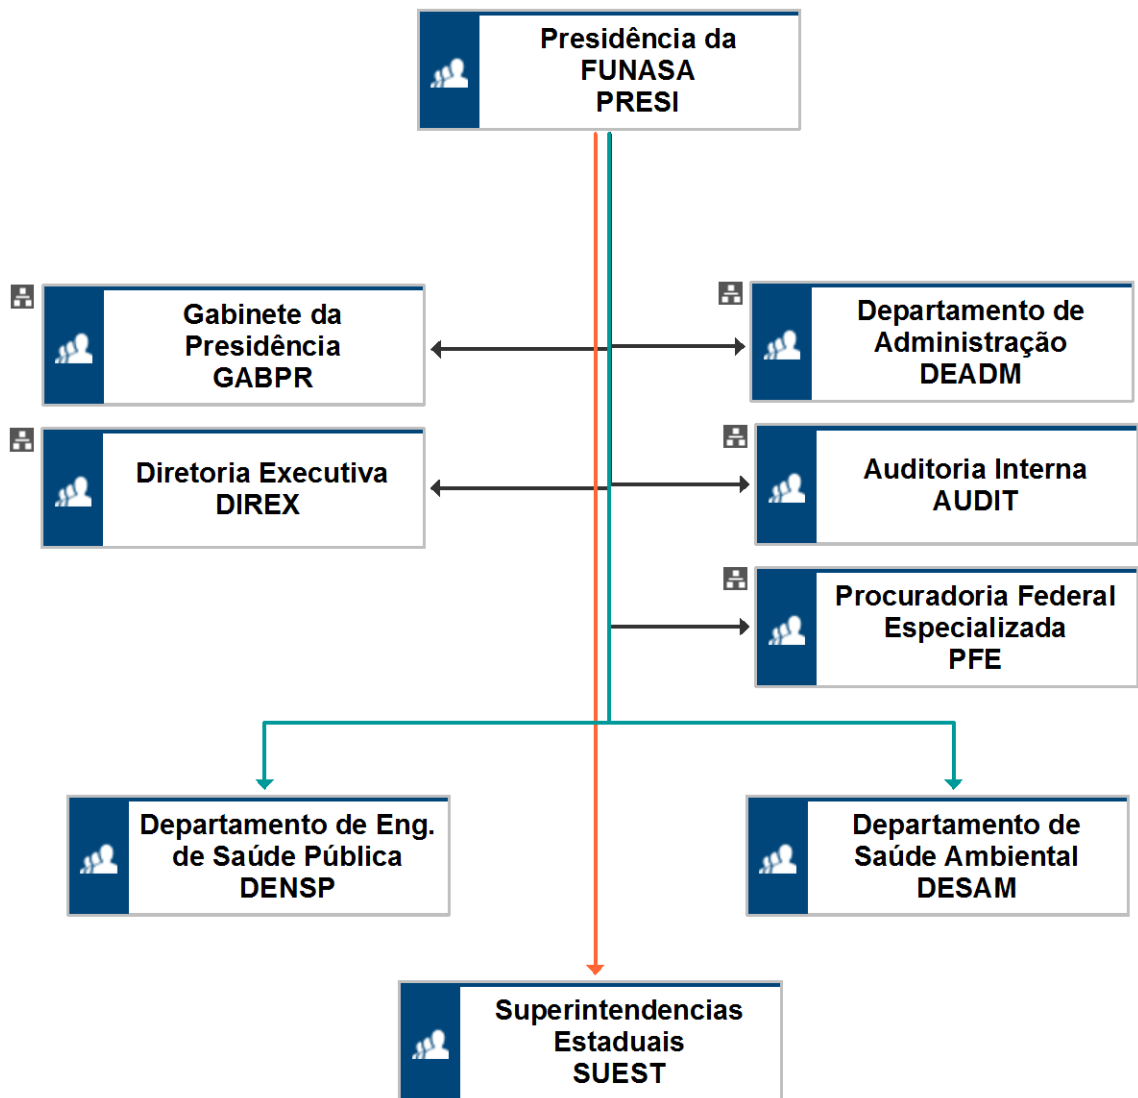 Presidência da
FUNASA
PRESI
Gabinete da
Presidência
GABPR
Departamento de
Administração
DEADM
Diretoria Executiva
DIREX
Auditoria Interna
AUDIT
Procuradoria Federal
Especializada
PFE
Departamento de Eng.
de Saúde Pública
DENSP
Departamento de
Saúde Ambiental
DESAM
Superintendencias
Estaduais
SUEST